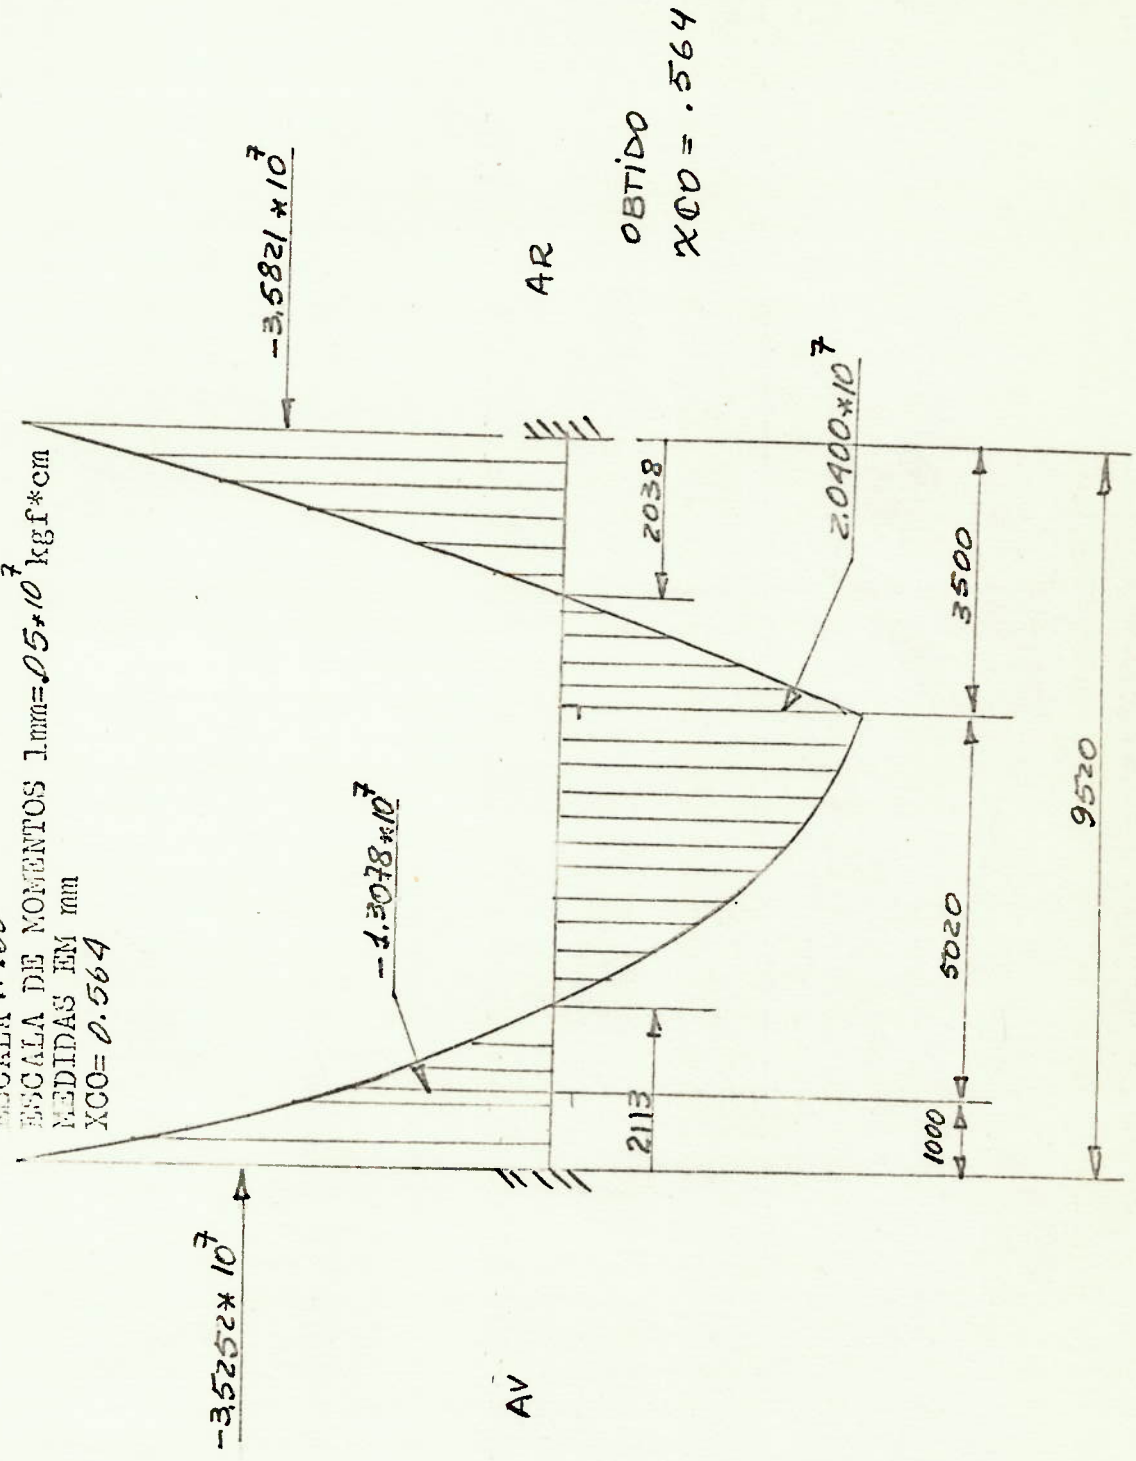 ESCALA DE MOMENTOS 1mm=.05*10⁷ kgf*cm
MEDIDAS EM mm
XCO=0.564
-3.5252*10⁷
-1.3078*10⁷
-3.5821*10⁷
AV
AR
OBTIDO
XCO=.564
2113
2038
2.0400*10⁷
1000
5020
3500
9520